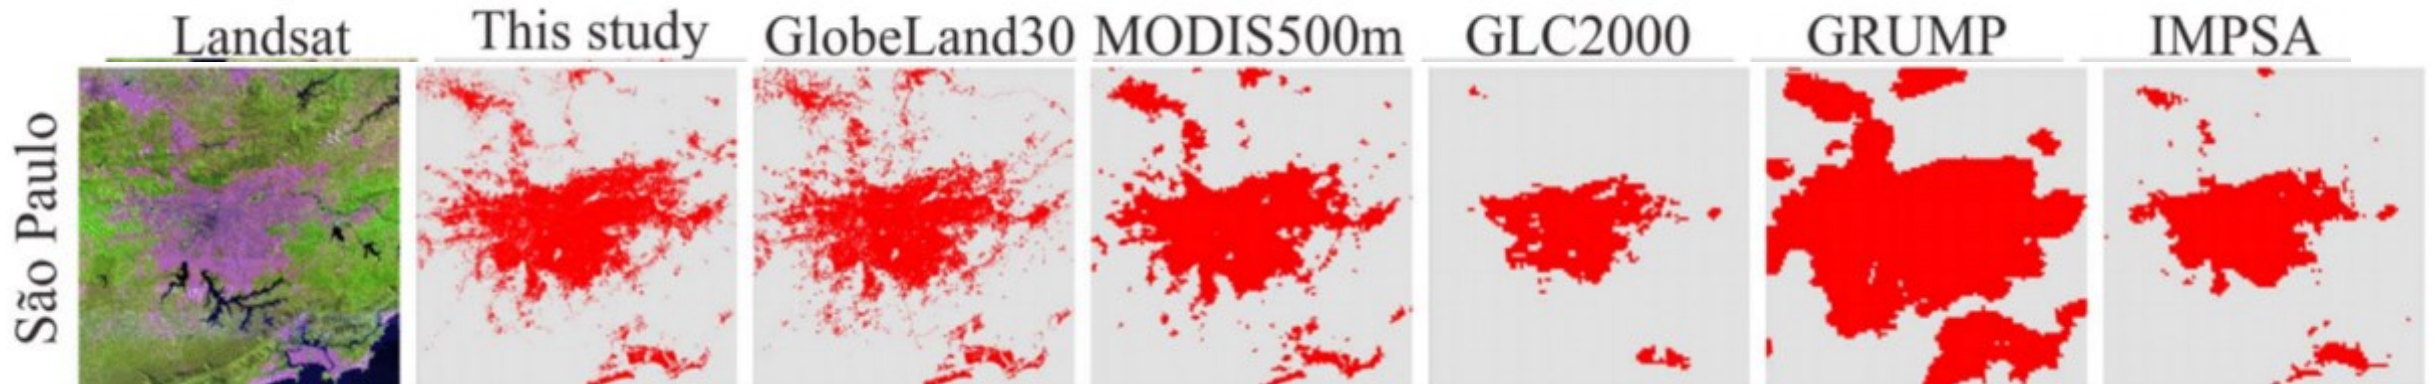 Landsat
This study
GlobeLand30
MODIS500m
GLC2000
GRUMP
IMPSA
São Paulo